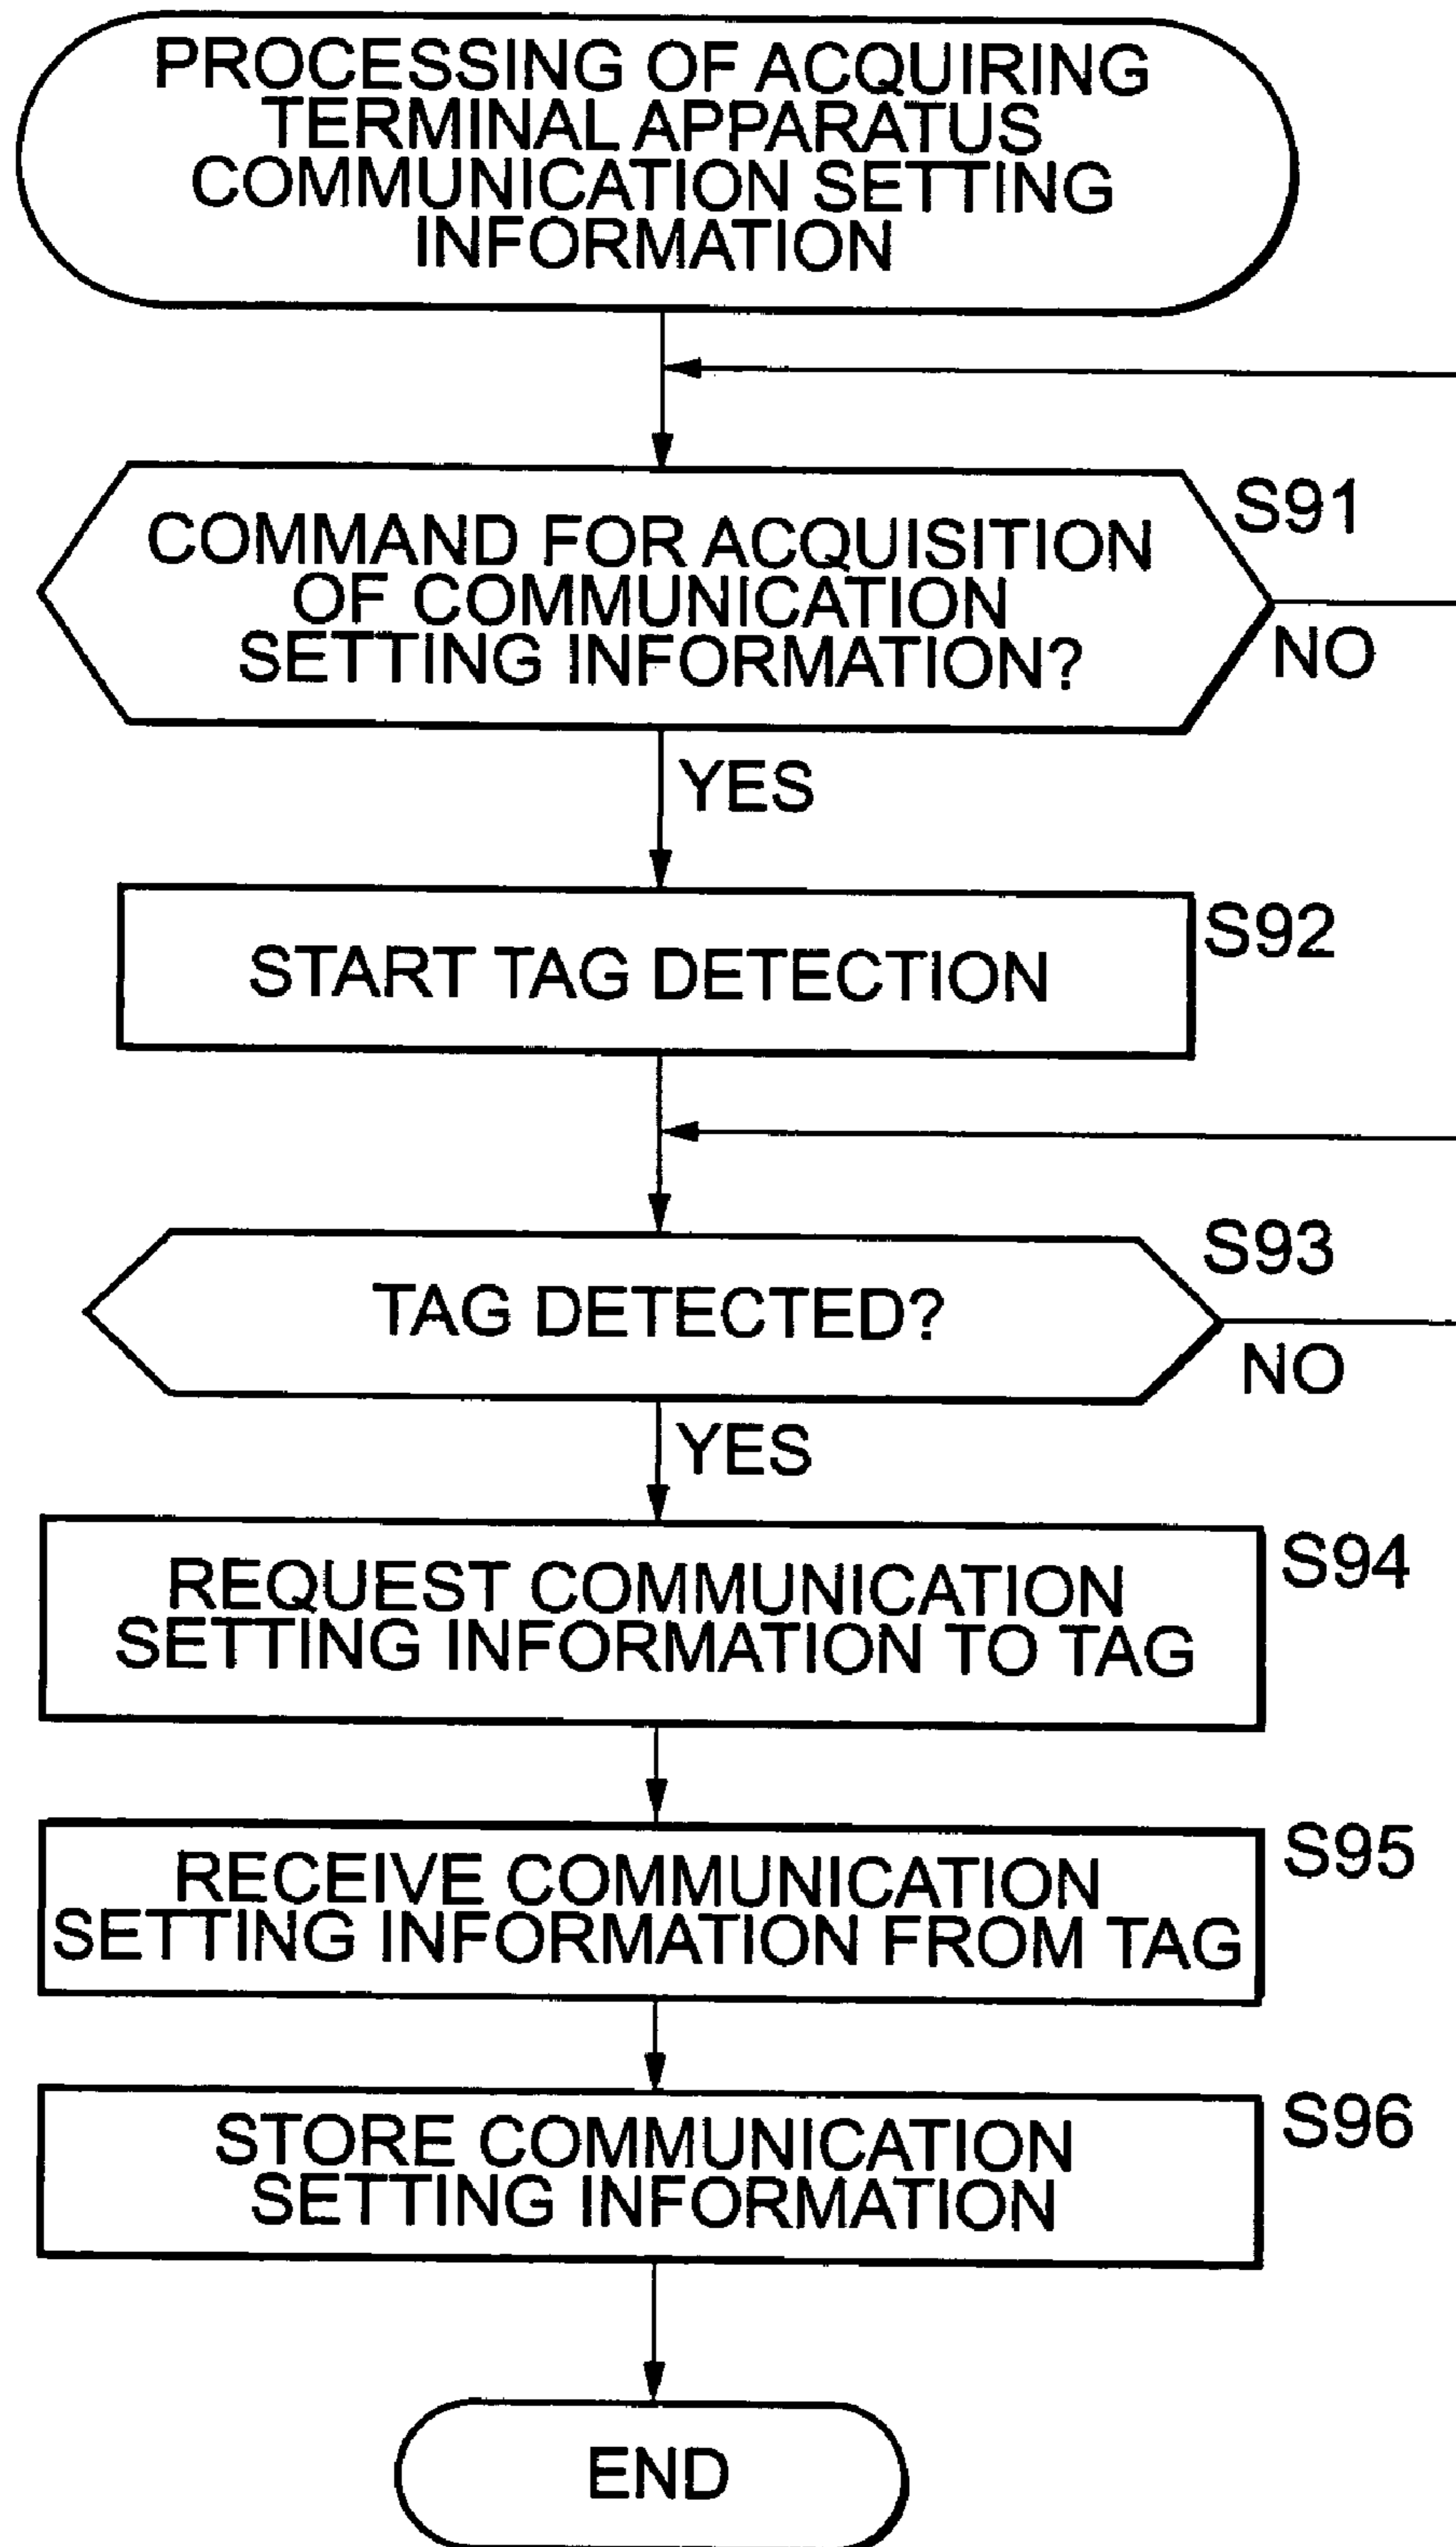 PROCESSING OF ACQUIRING
TERMINAL APPARATUS
COMMUNICATION SETTING
INFORMATION
COMMAND FOR ACQUISITION
OF COMMUNICATION
SETTING INFORMATION?
S91
NO
YES
START TAG DETECTION
S92
TAG DETECTED?
S93
NO
YES
REQUEST COMMUNICATION
SETTING INFORMATION TO TAG
S94
RECEIVE COMMUNICATION
SETTING INFORMATION FROM TAG
S95
STORE COMMUNICATION
SETTING INFORMATION
S96
END